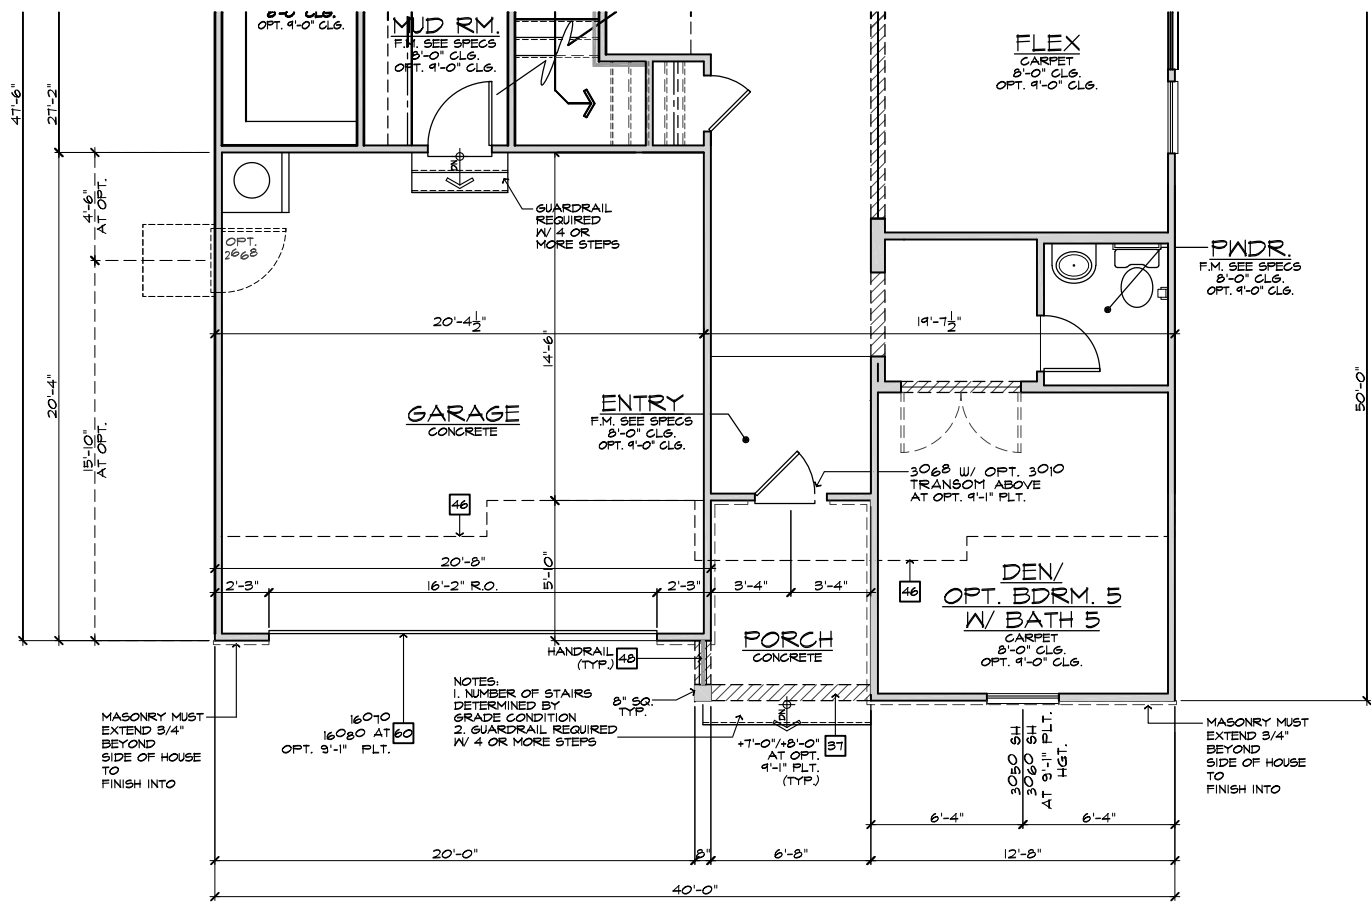 8'-0" CLG.
OPT. 9'-0" CLG.
MUD RM.
F.M. SEE SPECS
8'-0" CLG.
OPT. 9'-0" CLG.
FLEX
CARPET
8'-0" CLG.
OPT. 9'-0" CLG.
47'-6"
27'-2"
4'-6"
AT OPT.
DN
GUARDRAIL
REQUIRED
W/ 4 OR
MORE STEPS
OPT.
2668
PWDR.
F.M. SEE SPECS
8'-0" CLG.
OPT. 9'-0" CLG.
20'-4½"
19'-7½"
14'-6"
20'-4"
50'-0"
15'-10"
AT OPT.
GARAGE
CONCRETE
ENTRY
F.M. SEE SPECS
8'-0" CLG.
OPT. 9'-0" CLG.
3068 W/ OPT. 3010
TRANSOM ABOVE
AT OPT. 9'-1" PLT.
46
20'-8"
5'-10"
2'-3"
16'-2" R.O.
2'-3"
3'-4"
3'-4"
46
DEN/
OPT. BDRM. 5
W/ BATH 5
CARPET
8'-0" CLG.
OPT. 9'-0" CLG.
PORCH
CONCRETE
HANDRAIL
(TYP.)
48
NOTES:
1. NUMBER OF STAIRS
DETERMINED BY
GRADE CONDITION
2. GUARDRAIL REQUIRED
W/ 4 OR MORE STEPS
8" SQ.
TYP.
DN
MASONRY MUST
EXTEND 3/4"
BEYOND
SIDE OF HOUSE
TO
FINISH INTO
16070
16080 AT
OPT. 9'-1" PLT.
60
+7'-0"/+8'-0"
AT OPT.
9'-1" PLT.
(TYP.)
37
3050 SH
3060 SH
AT 9'-1" PLT.
HGT.
MASONRY MUST
EXTEND 3/4"
BEYOND
SIDE OF HOUSE
TO
FINISH INTO
6'-4"
6'-4"
20'-0"
8"
6'-8"
12'-8"
40'-0"